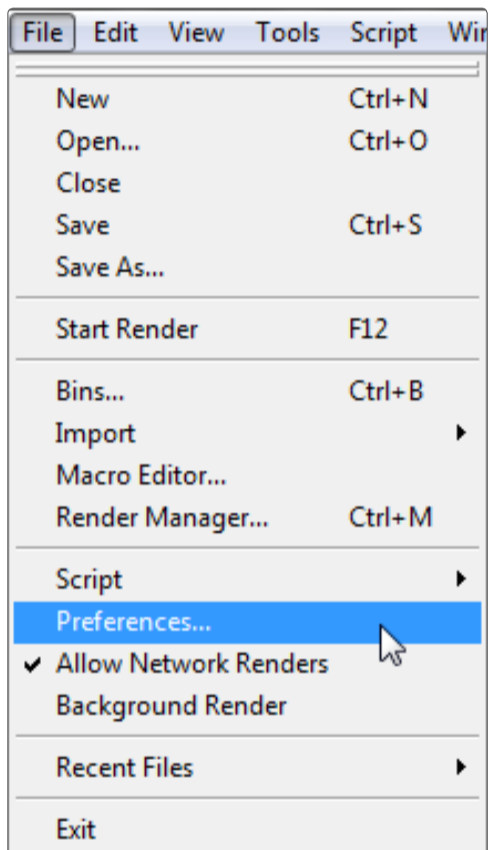 File Edit View Tools Script Wir
New Ctrl+N
Open... Ctrl+O
Close
Save Ctrl+S
Save As...
Start Render F12
Bins... Ctrl+B
Import
Macro Editor...
Render Manager... Ctrl+M
Script
Preferences...
Allow Network Renders
Background Render
Recent Files
Exit